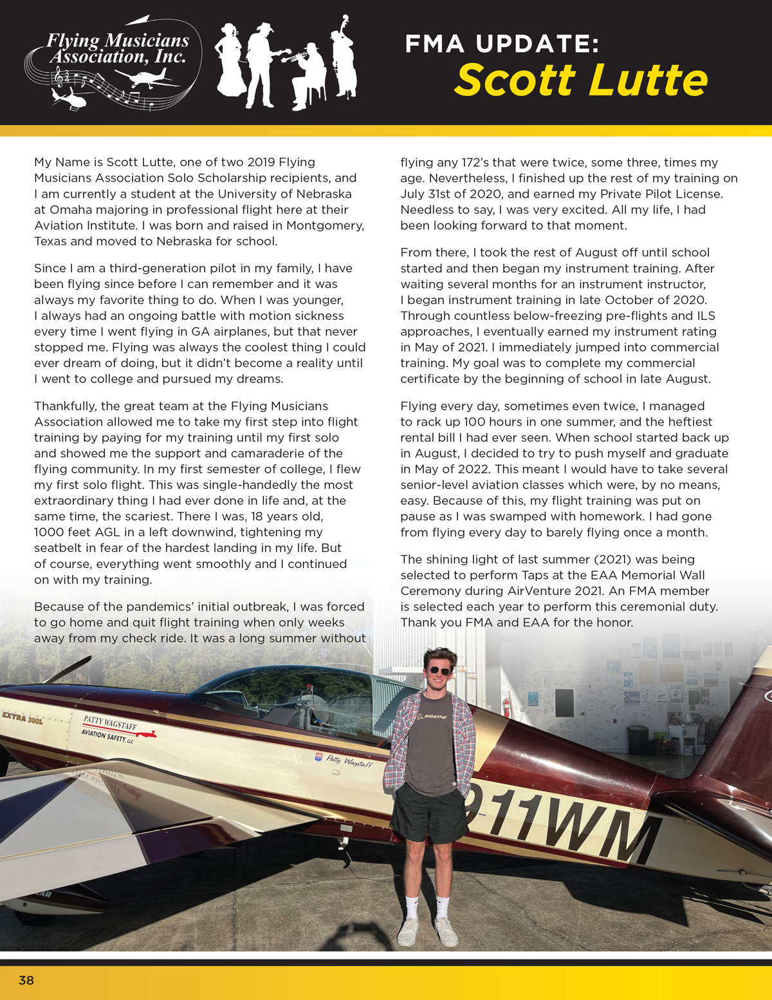 Flying Musicians
Association, Inc.
FMA UPDATE:
Scott Lutte
My Name is Scott Lutte, one of two 2019 Flying
Musicians Association Solo Scholarship recipients, and
I am currently a student at the University of Nebraska
at Omaha majoring in professional flight here at their
Aviation Institute. I was born and raised in Montgomery,
Texas and moved to Nebraska for school.
Since I am a third-generation pilot in my family, I have
been flying since before I can remember and it was
always my favorite thing to do. When I was younger,
I always had an ongoing battle with motion sickness
every time I went flying in GA airplanes, but that never
stopped me. Flying was always the coolest thing I could
ever dream of doing, but it didn’t become a reality until
I went to college and pursued my dreams.
Thankfully, the great team at the Flying Musicians
Association allowed me to take my first step into flight
training by paying for my training until my first solo
and showed me the support and camaraderie of the
flying community. In my first semester of college, I flew
my first solo flight. This was single-handedly the most
extraordinary thing I had ever done in life and, at the
same time, the scariest. There I was, 18 years old,
1000 feet AGL in a left downwind, tightening my
seatbelt in fear of the hardest landing in my life. But
of course, everything went smoothly and I continued
on with my training.
Because of the pandemics’ initial outbreak, I was forced
to go home and quit flight training when only weeks
away from my check ride. It was a long summer without
flying any 172’s that were twice, some three, times my
age. Nevertheless, I finished up the rest of my training on
July 31st of 2020, and earned my Private Pilot License.
Needless to say, I was very excited. All my life, I had
been looking forward to that moment.
From there, I took the rest of August off until school
started and then began my instrument training. After
waiting several months for an instrument instructor,
I began instrument training in late October of 2020.
Through countless below-freezing pre-flights and ILS
approaches, I eventually earned my instrument rating
in May of 2021. I immediately jumped into commercial
training. My goal was to complete my commercial
certificate by the beginning of school in late August.
Flying every day, sometimes even twice, I managed
to rack up 100 hours in one summer, and the heftiest
rental bill I had ever seen. When school started back up
in August, I decided to try to push myself and graduate
in May of 2022. This meant I would have to take several
senior-level aviation classes which were, by no means,
easy. Because of this, my flight training was put on
pause as I was swamped with homework. I had gone
from flying every day to barely flying once a month.
The shining light of last summer (2021) was being
selected to perform Taps at the EAA Memorial Wall
Ceremony during AirVenture 2021. An FMA member
is selected each year to perform this ceremonial duty.
Thank you FMA and EAA for the honor.
EXTRA 300L
PATTY WAGSTAFF
AVIATION SAFETY, LLC
Patty Wagstaff
BOEING
911WM
38